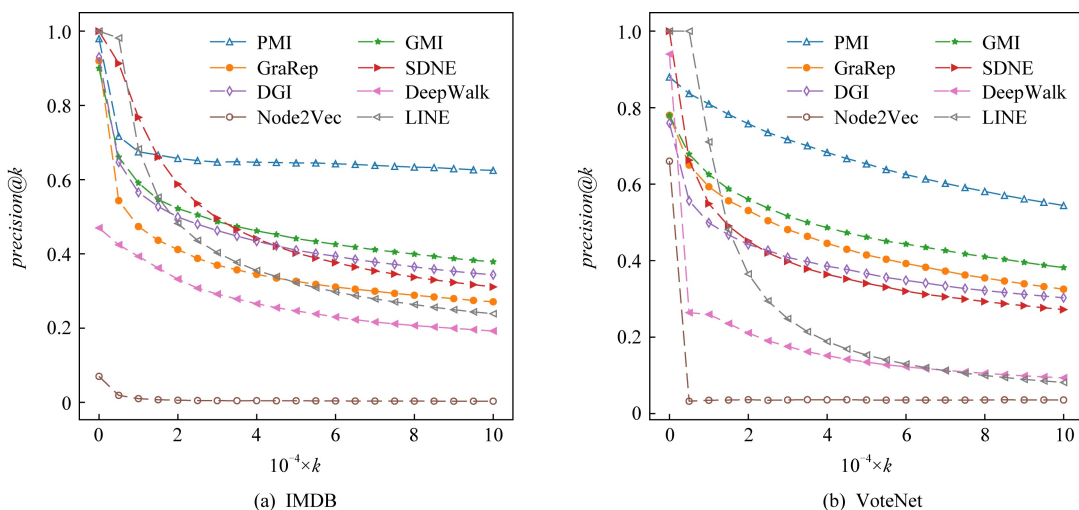 1.0
0.8
0.6
0.4
0.2
0
precision@k
PMI
GraRep
DGI
Node2Vec
GMI
SDNE
DeepWalk
LINE
0 2 4 6 8 10
10⁻⁴×k
(a) IMDB
1.0
0.8
0.6
0.4
0.2
0
precision@k
PMI
GraRep
DGI
Node2Vec
GMI
SDNE
DeepWalk
LINE
0 2 4 6 8 10
10⁻⁴×k
(b) VoteNet